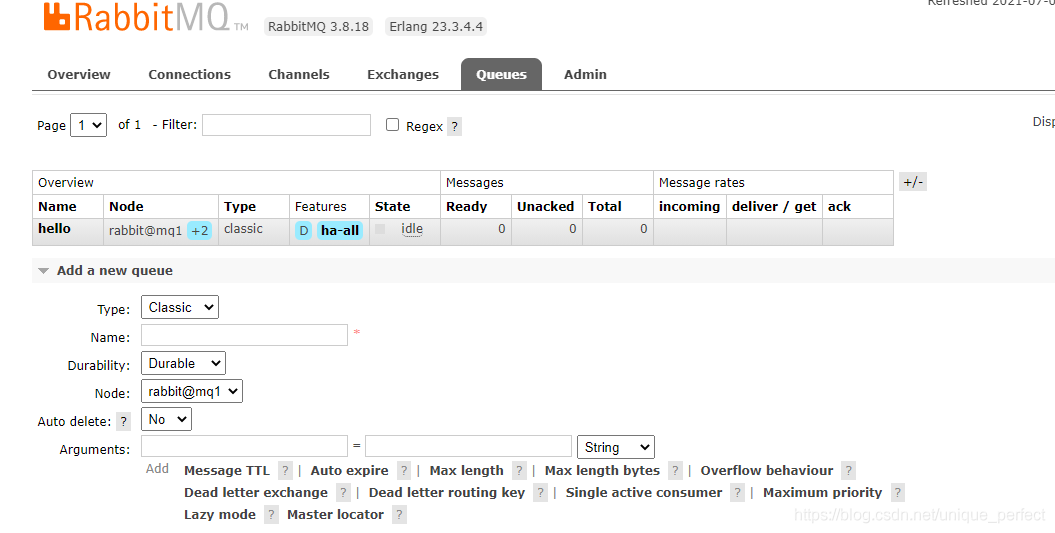 Refreshed 2021-07-0
RabbitMQ TM RabbitMQ 3.8.18 Erlang 23.3.4.4
Overview Connections Channels Exchanges Queues Admin
Page 1 of 1 - Filter: Regex ?
Disp
Overview Messages Message rates +/-
Name Node Type Features State Ready Unacked Total incoming deliver / get ack
hello rabbit@mq1 +2 classic D ha-all idle 0 0 0
Add a new queue
Type: Classic
Name: *
Durability: Durable
Node: rabbit@mq1
Auto delete: ? No
Arguments: = String
Add Message TTL ? | Auto expire ? | Max length ? | Max length bytes ? | Overflow behaviour ?
Dead letter exchange ? | Dead letter routing key ? | Single active consumer ? | Maximum priority ?
Lazy mode ? Master locator ?
https://blog.csdn.net/unique_perfect